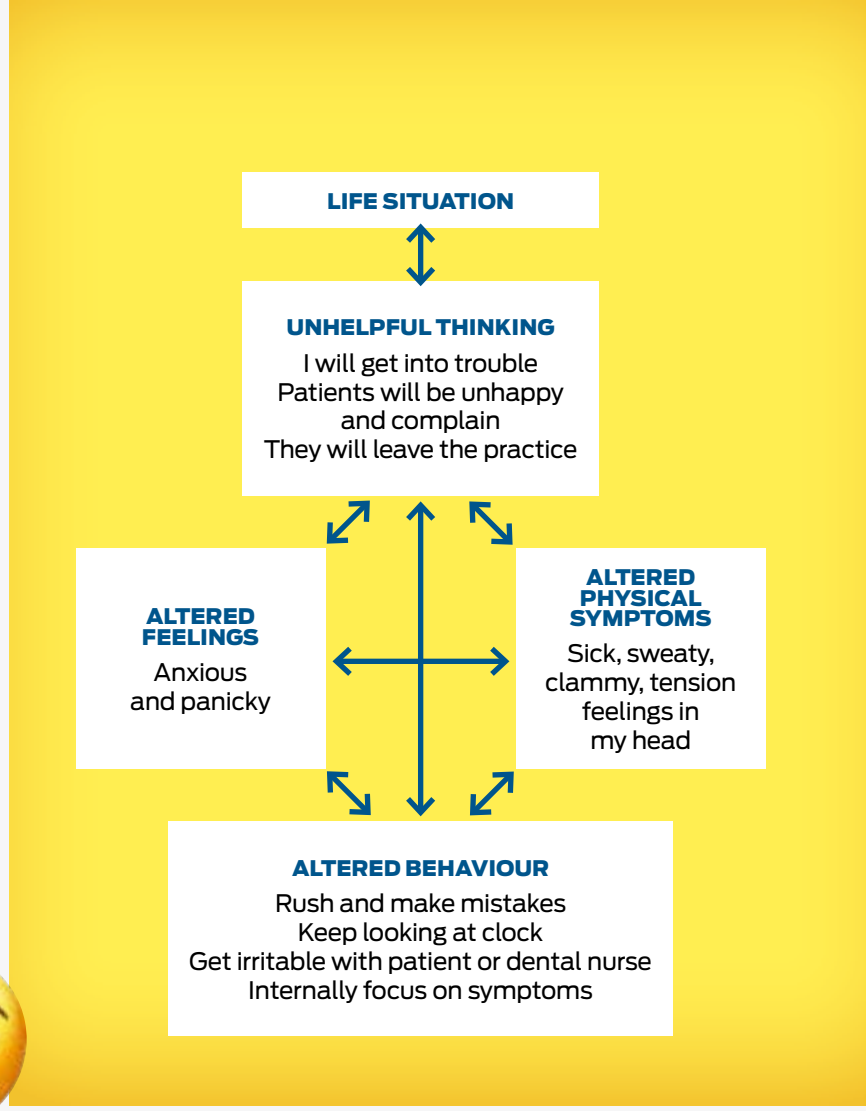 LIFE SITUATION
UNHELPFUL THINKING
I will get into trouble
Patients will be unhappy
and complain
They will leave the practice
ALTERED
FEELINGS
Anxious
and panicky
ALTERED
PHYSICAL
SYMPTOMS
Sick, sweaty,
clammy, tension
feelings in
my head
ALTERED BEHAVIOUR
Rush and make mistakes
Keep looking at clock
Get irritable with patient or dental nurse
Internally focus on symptoms